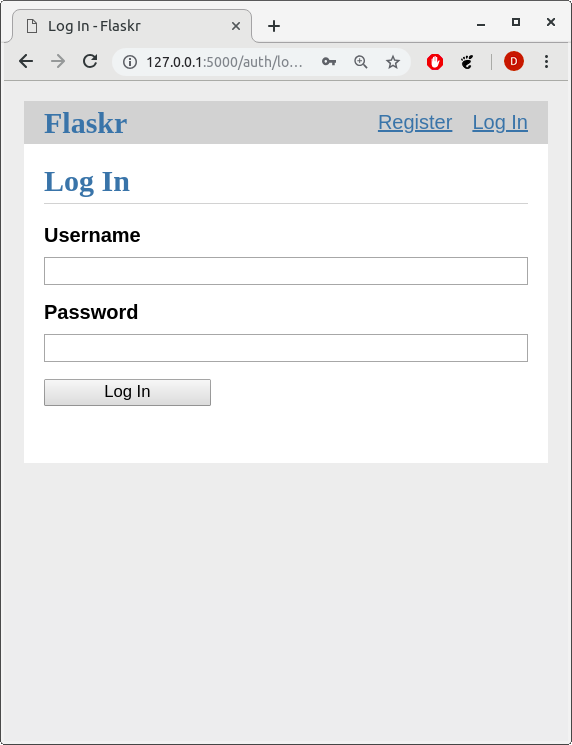 Log In - Flaskr
127.0.0.1:5000/auth/lo…
D
Flaskr Register Log In
Log In
Username
Password
Log In